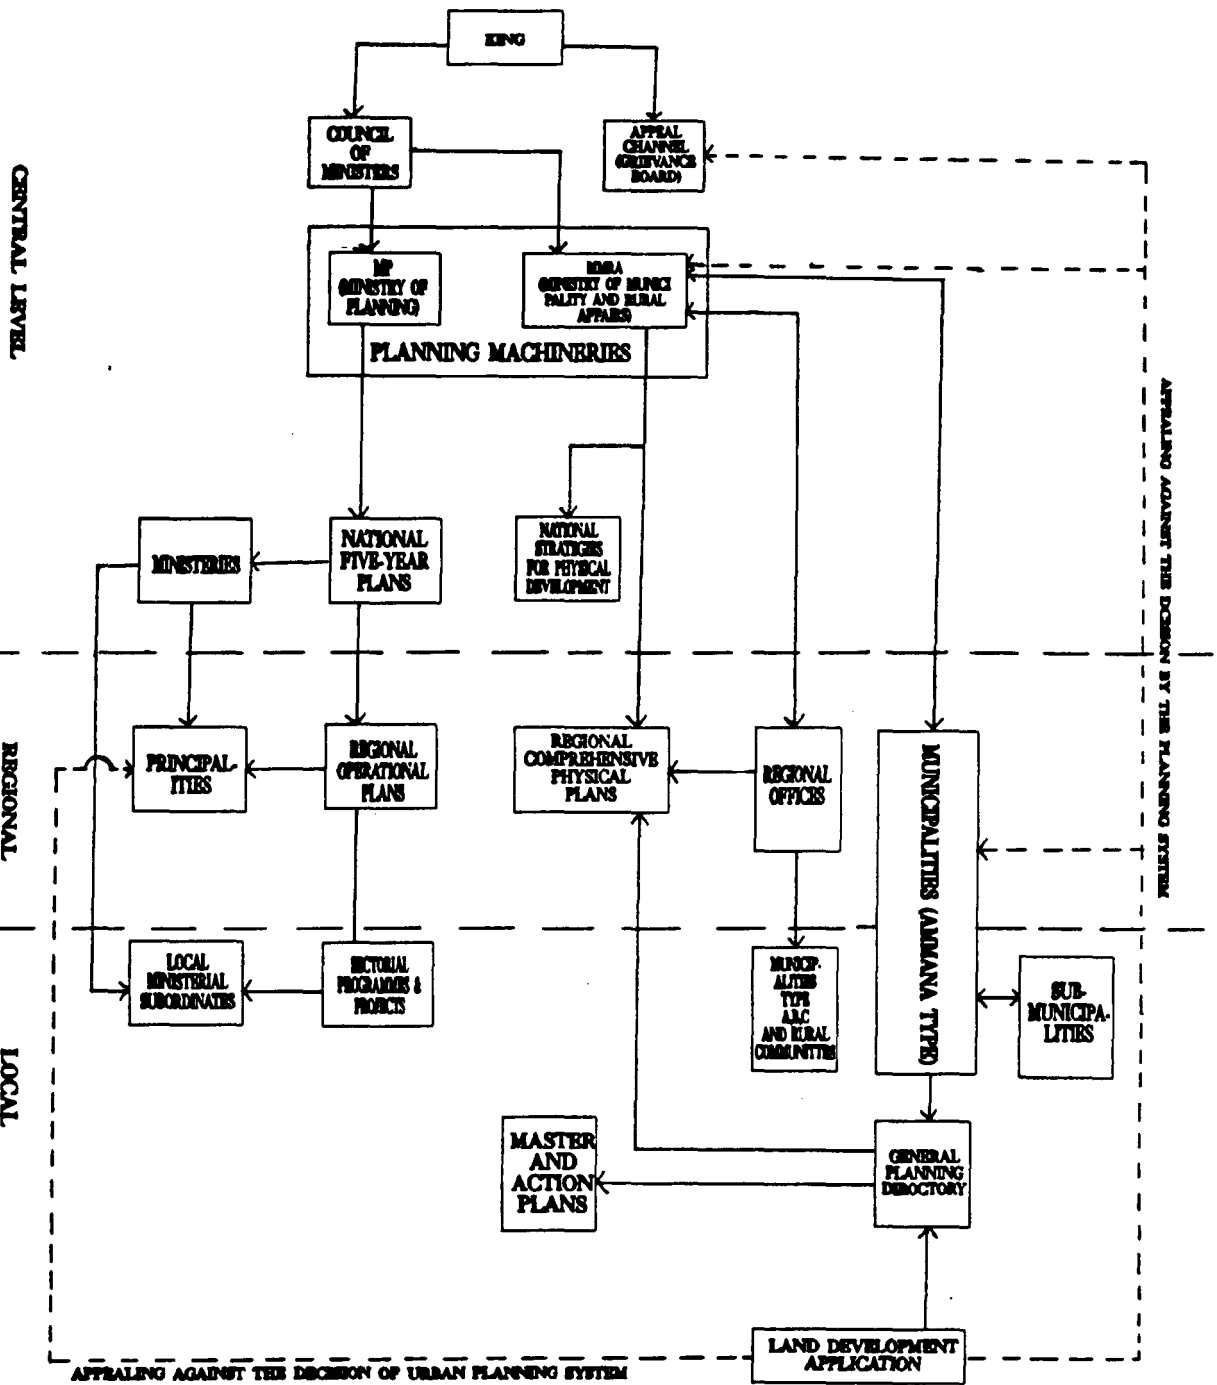 KING
COUNCIL
OF
MINISTERS
APPEAL
CHANNEL
(GRIEVANCE
BOARD)
CENTRAL LEVEL
MP
(MINISTRY OF
PLANNING)
MMRA
(MINISTRY OF MUNICI
PALITY AND RURAL
AFFAIRS)
PLANNING MACHINERIES
APPEALING AGAINST THE DCISION BY THE PLANNING SYSTEM
MINISTERIES
NATIONAL
FIVE-YEAR
PLANS
NATIONAL
STRATIGIES
FOR PHYSICAL
DEVELOPMENT
REGIONAL
PRINCIPAL-
ITIES
REGIONAL
OPERATIONAL
PLANS
REGIONAL
COMPREHENSIVE
PHYSICAL
PLANS
REGIONAL
OFFICES
MUNICIPALITIES (AMMANA TYPE)
LOCAL
LOCAL
MINISTERIAL
SUBORDINATES
SECTORIAL
PROGRAMMES &
PROJECTS
MUNICIP-
ALITIES
TYPE
A,B,C
AND RURAL
COMMUNITIES
SUB-
MUNICIPA-
LITIES
MASTER
AND
ACTION
PLANS
GENERAL
PLANNING
DEROCTORY
LAND DEVELOPMENT
APPLICATION
APPEALING AGAINST THE DECISION OF URBAN PLANNING SYSTEM